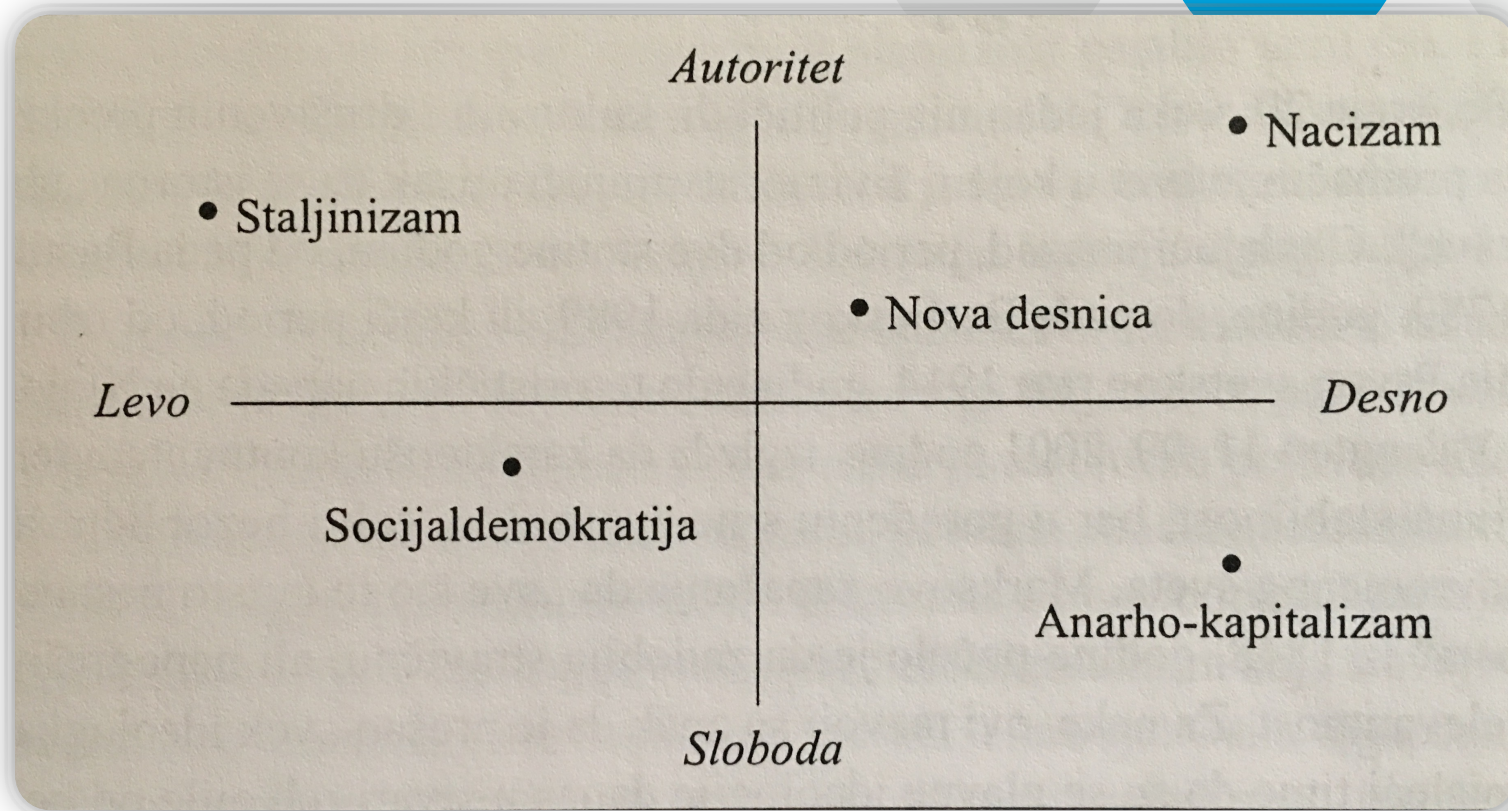 Autoritet
Nacizam
Staljinizam
Nova desnica
Levo
Desno
Socijaldemokratija
Anarho-kapitalizam
Sloboda